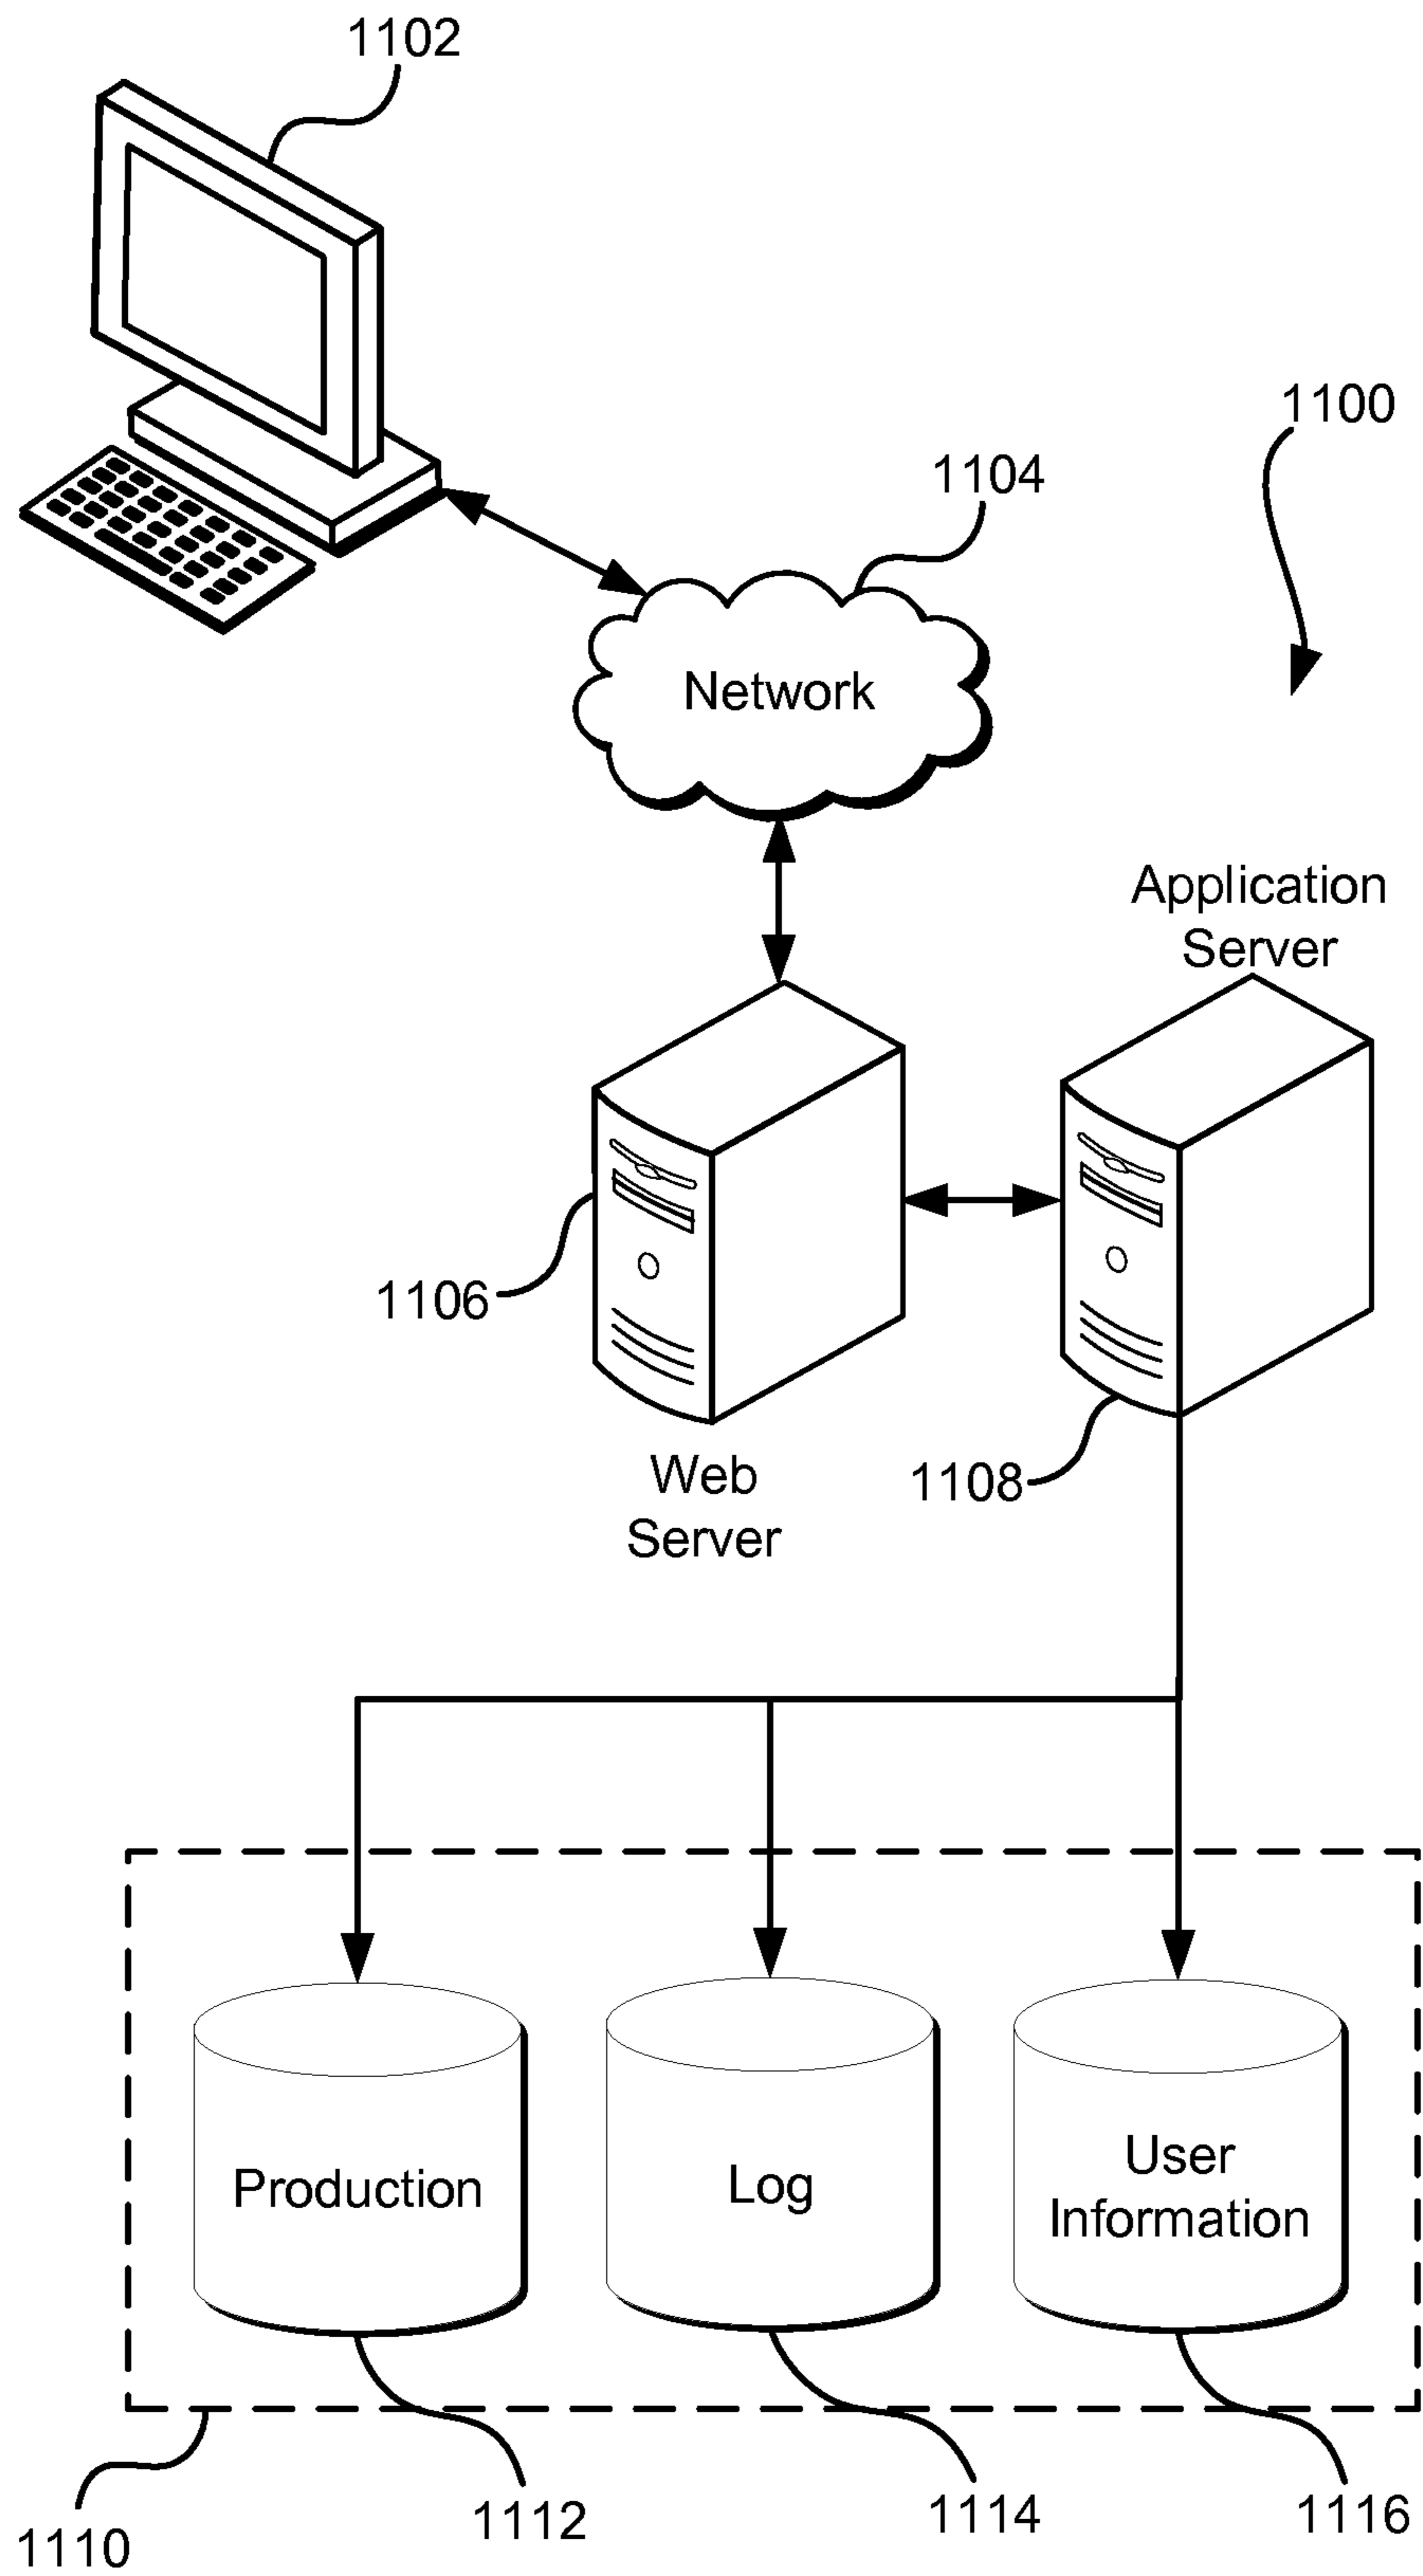 1102
1100
1104
Network
Application
Server
1106
Web
Server
1108
Production
Log
User
Information
1110
1112
1114
1116